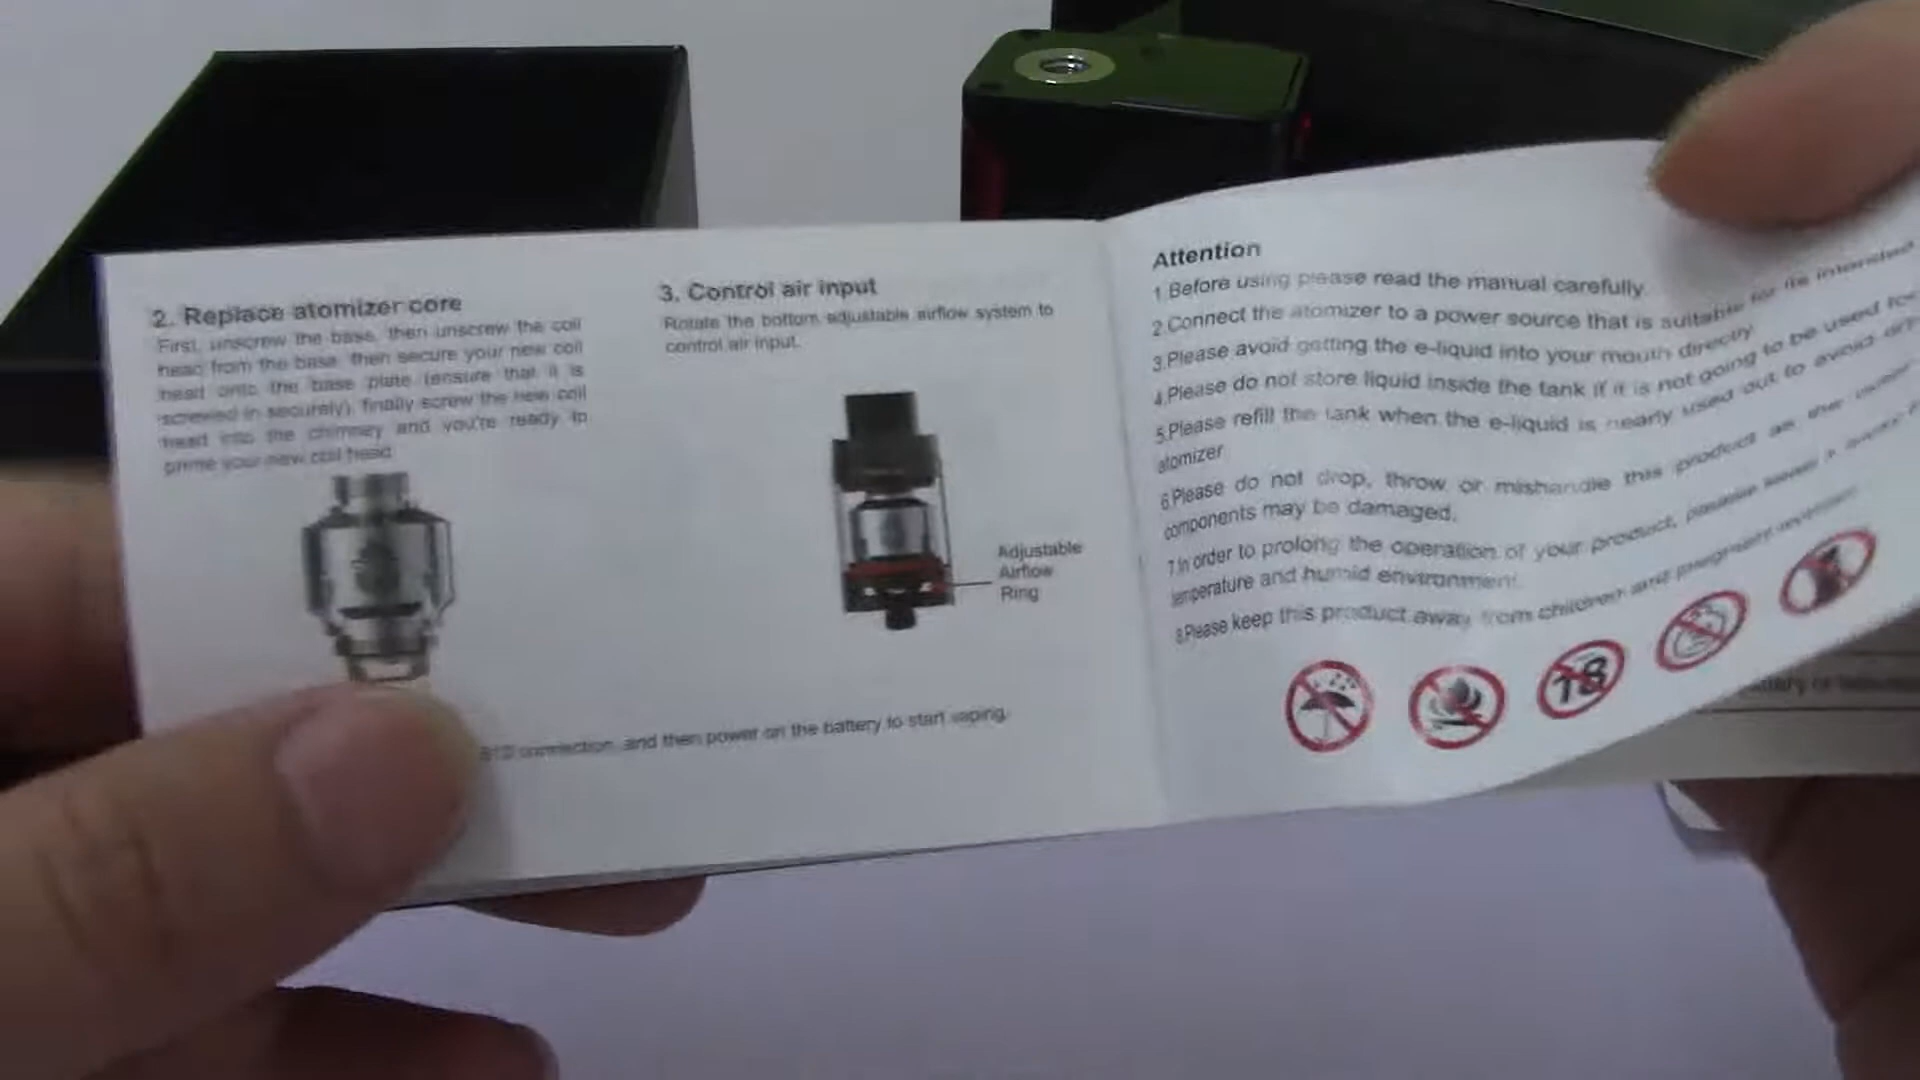 2. Replace atomizer core
First, unscrew the base, then unscrew the coil
head from the base, then secure your new coil
head onto the base plate (ensure that it is
screwed in securely), finally screw the new coil
head into the chimney and you're ready to
prime your new coil head.
3. Control air input
Rotate the bottom adjustable airflow system to
control air input.
Adjustable
Airflow
Ring
connection, and then power on the battery to start vaping.
Attention
1.Before using please read the manual carefully.
2.Connect the atomizer to a power source that is suitable for its intended
3.Please avoid getting the e-liquid into your mouth directly.
4.Please do not store liquid inside the tank if it is not going to be used for
5.Please refill the tank when the e-liquid is nearly used out to avoid
atomizer
6.Please do not drop, throw or mishandle this product as the
components may be damaged.
7.In order to prolong the operation of your product, please
temperature and humid environment.
8.Please keep this product away from children and pregnant women.
18